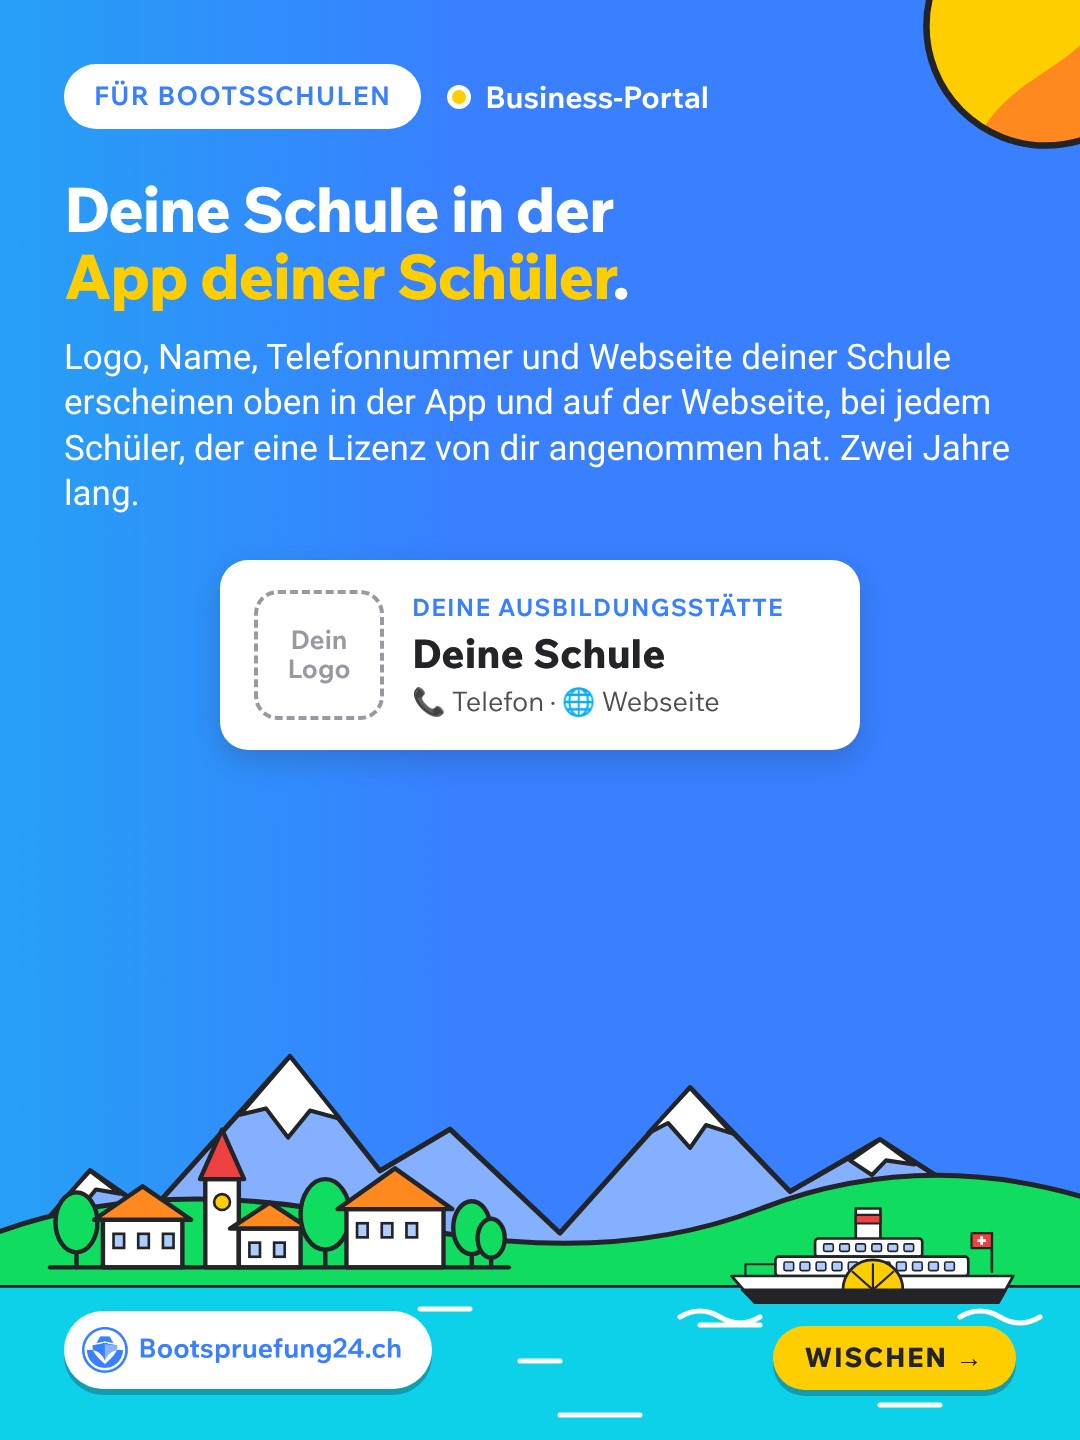 FÜR BOOTSSCHULEN
Business-Portal
Deine Schule in der
App deiner Schüler.
Logo, Name, Telefonnummer und Webseite deiner Schule
erscheinen oben in der App und auf der Webseite, bei jedem
Schüler, der eine Lizenz von dir angenommen hat. Zwei Jahre
lang.
Dein
Logo
DEINE AUSBILDUNGSSTÄTTE
Deine Schule
📞 Telefon · 🌐 Webseite
Bootspruefung24.ch
WISCHEN →